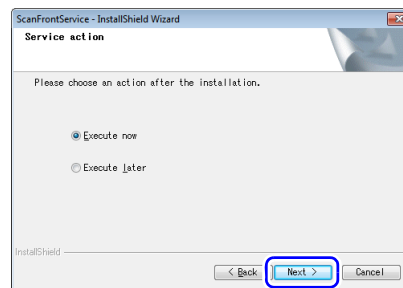 ScanFrontService - InstallShield Wizard
Service action
Please choose an action after the installation.
Execute now
Execute later
InstallShield
< Back Next > Cancel